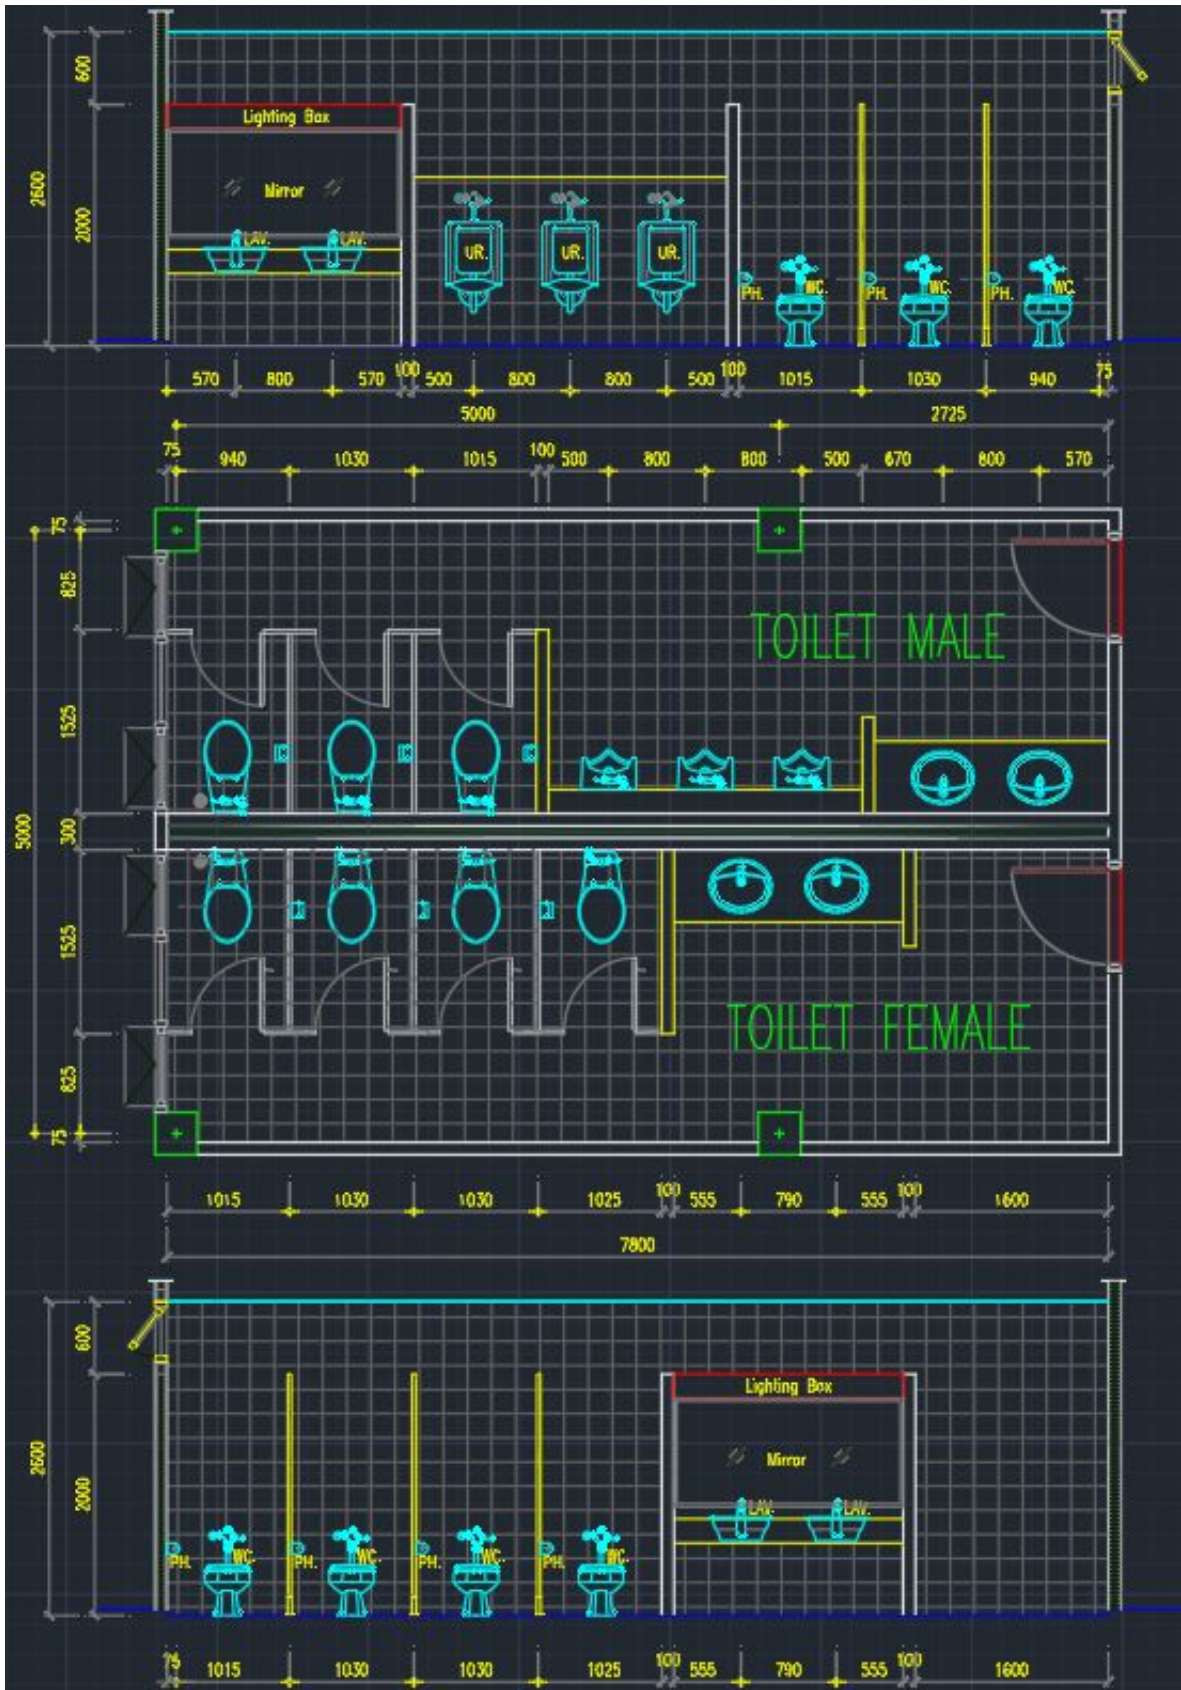 600
2600
2000
Lighting Box
Mirror
LAV. LAV.
UR. UR. UR.
PH. WC. PH. WC. PH. WC.
570 800 570 100 500 800 800 500 100 1015 1030 940 75
5000 2725
75 940 1030 1015 100 500 800 800 500 670 800 570
75
825
1525
300
5000
1525
825
75
TOILET MALE
TOILET FEMALE
1015 1030 1030 1025 100 555 790 555 100 1600
7800
600
2600
2000
Lighting Box
Mirror
LAV. LAV.
PH. WC. PH. WC. PH. WC. PH. WC.
75 1015 1030 1030 1025 100 555 790 555 100 1600